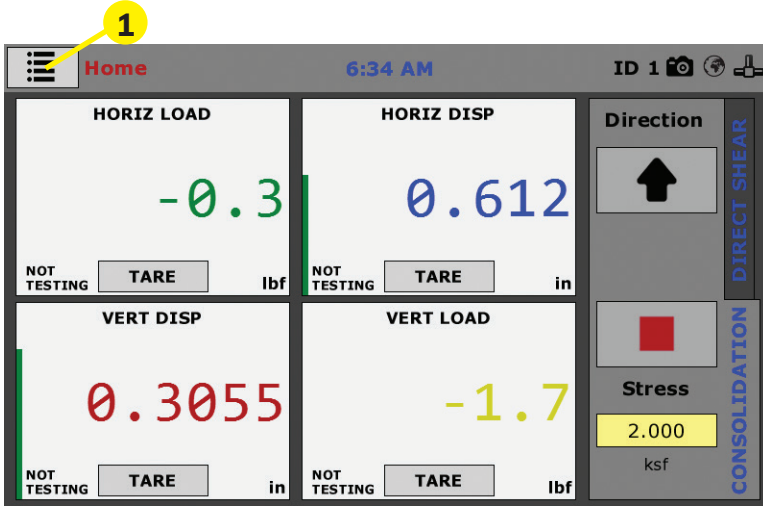 1
Home
6:34 AM
ID 1
HORIZ LOAD
-0.3
NOT
TESTING
TARE
lbf
HORIZ DISP
0.612
NOT
TESTING
TARE
in
VERT DISP
0.3055
NOT
TESTING
TARE
in
VERT LOAD
-1.7
NOT
TESTING
TARE
lbf
Direction
Stress
2.000
ksf
DIRECT SHEAR
CONSOLIDATION